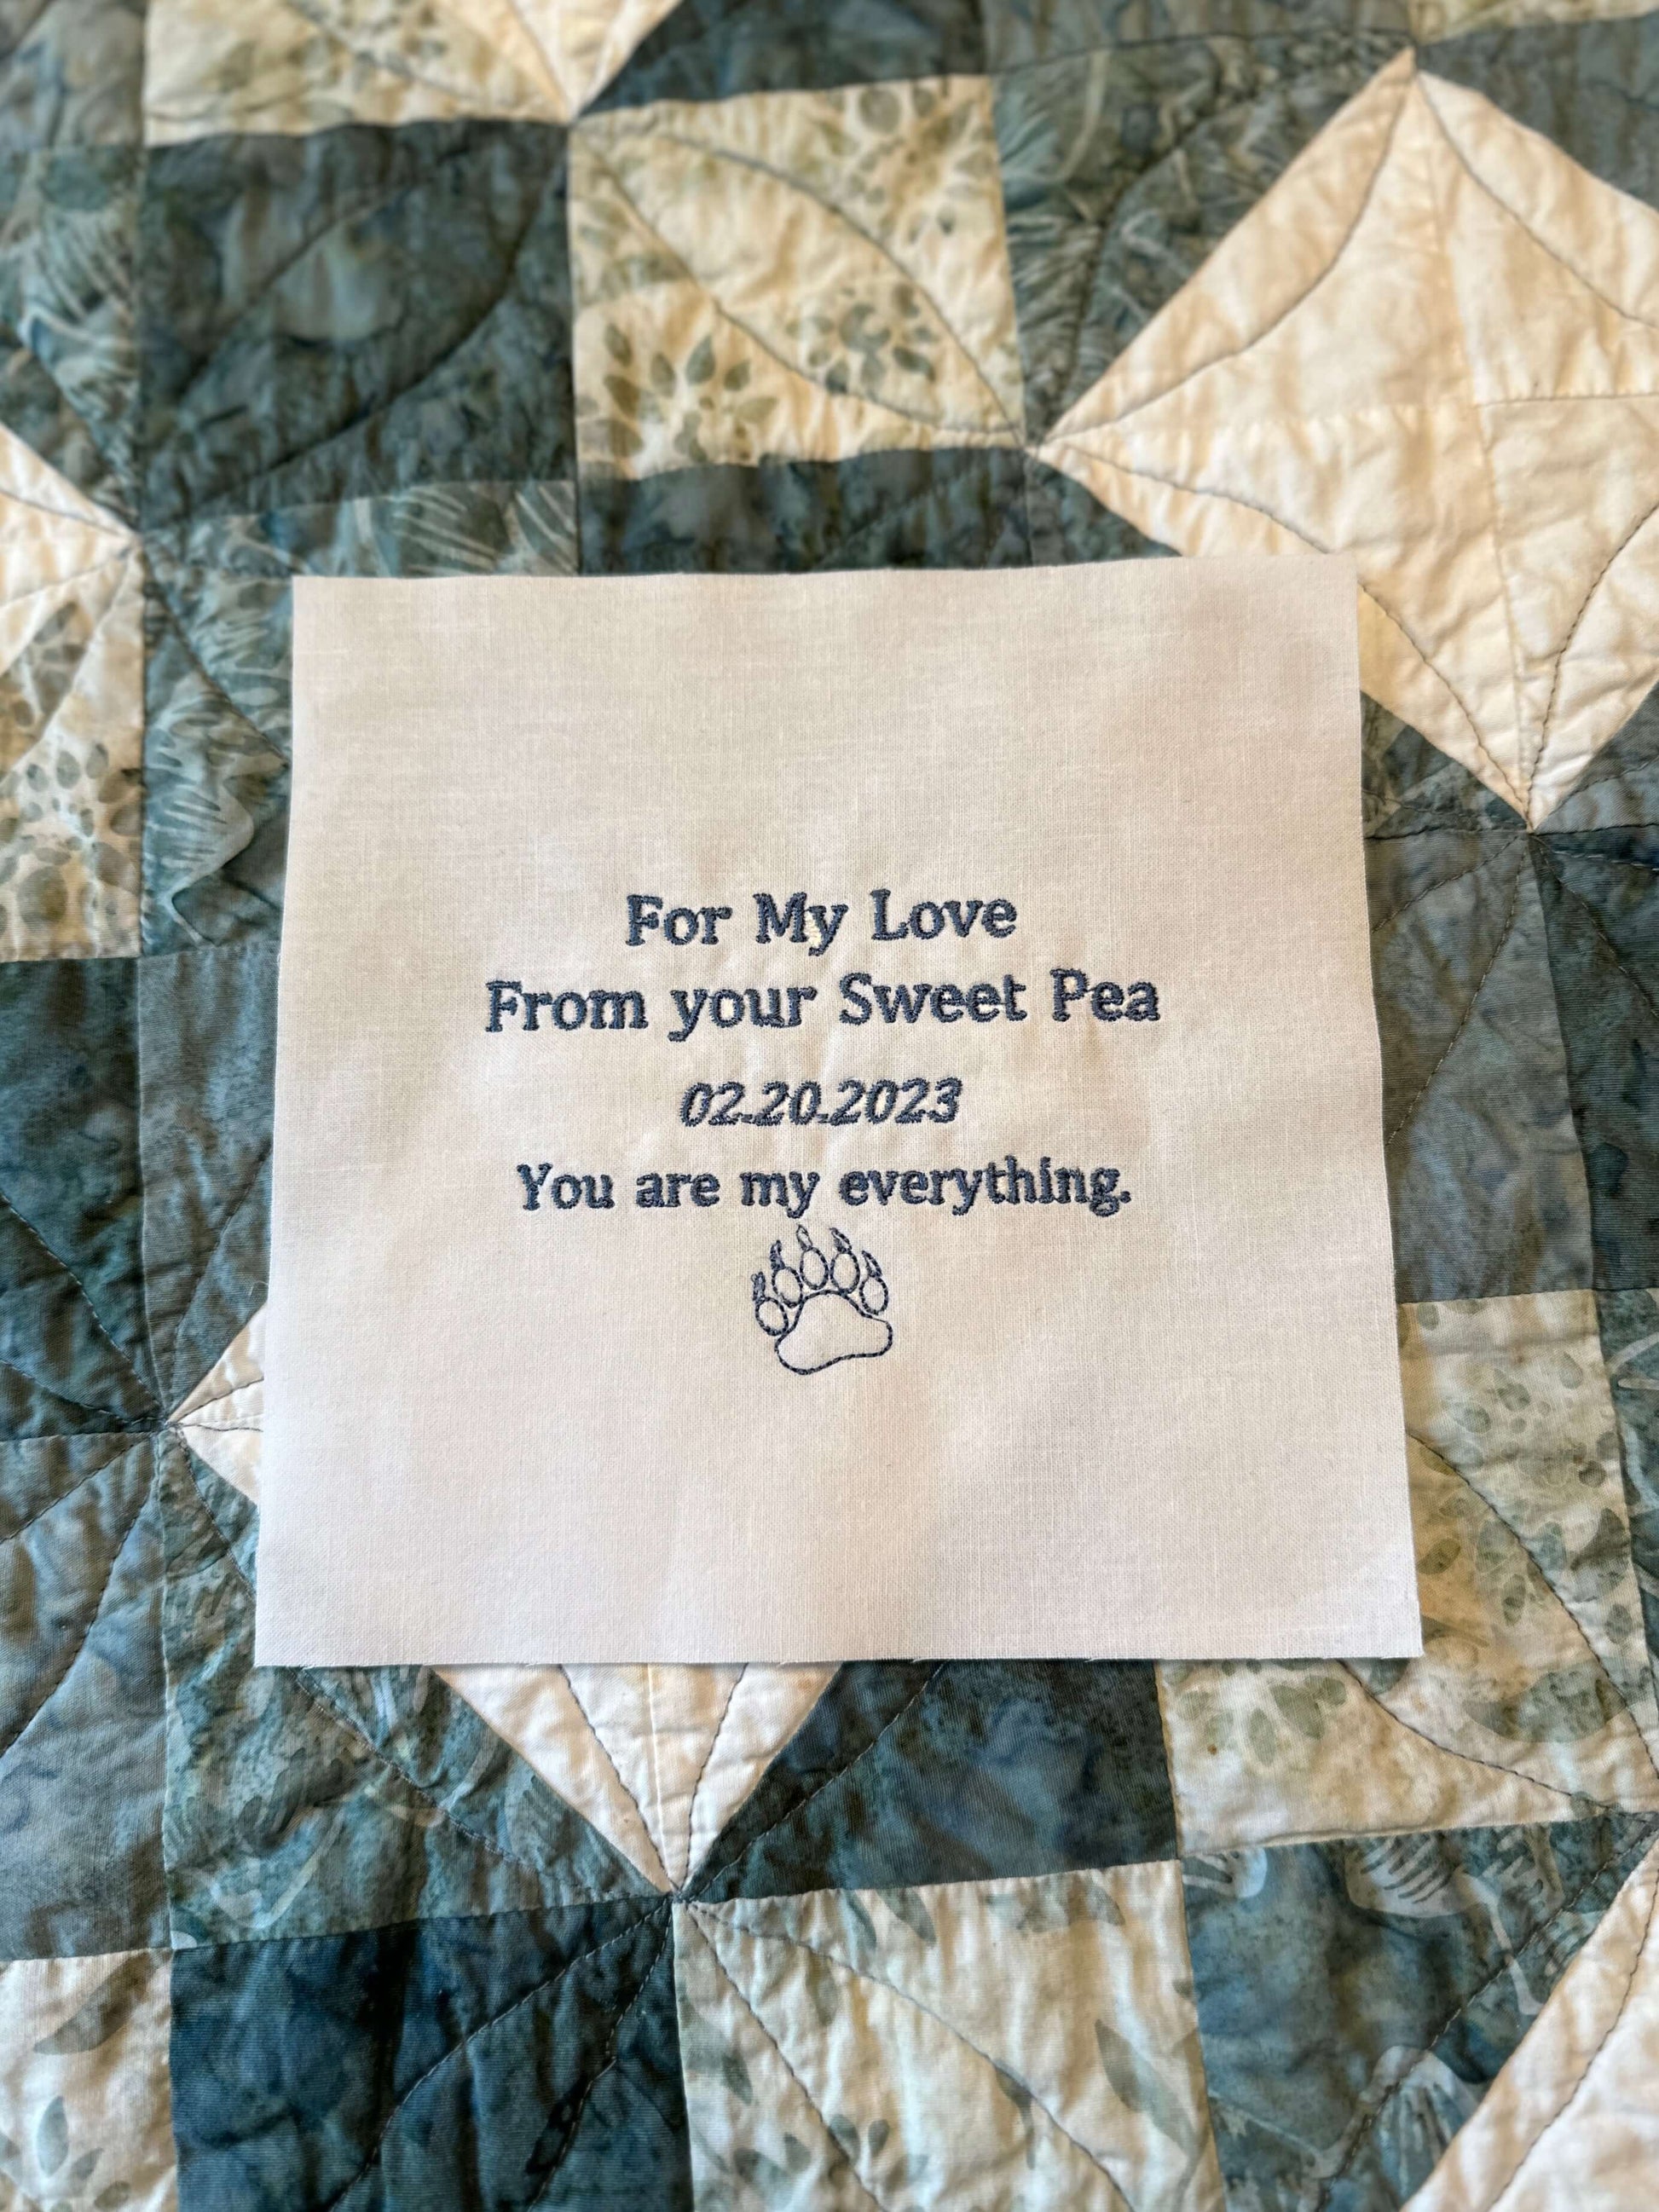 For My Love
From your Sweet Pea
02.20.2023
You are my everything.